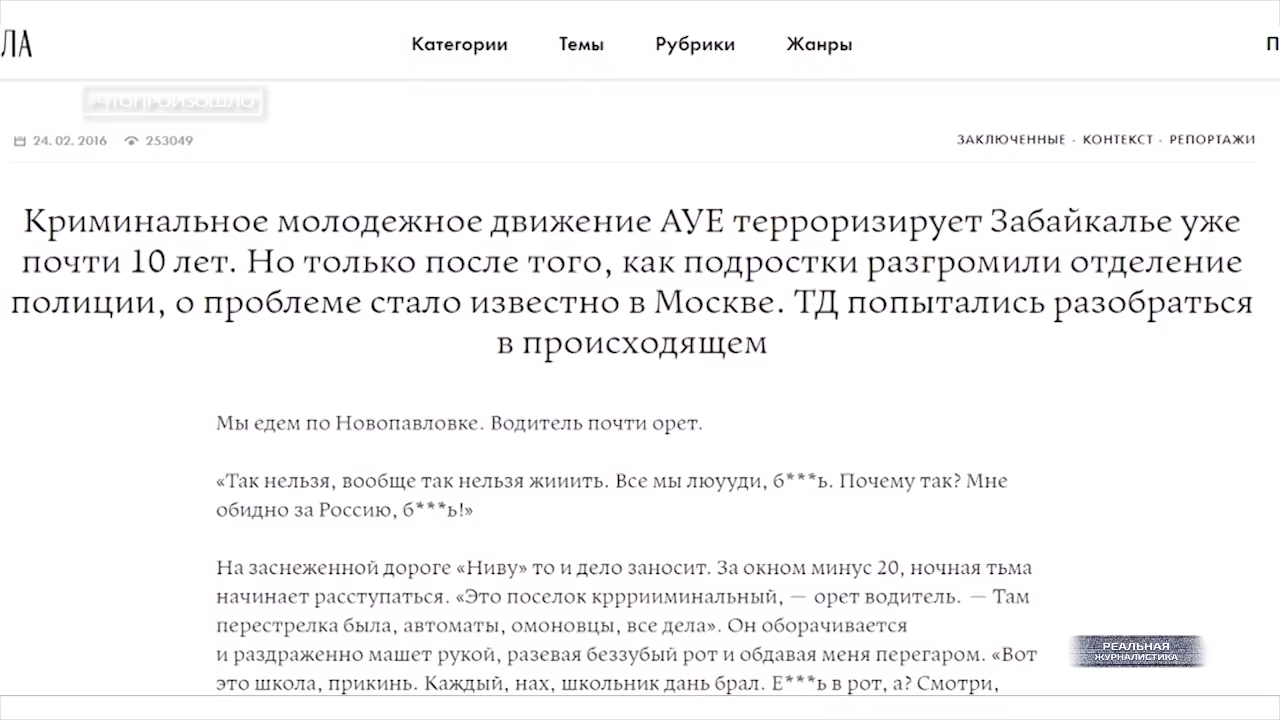 ЛА
Категории Темы Рубрики Жанры П
#ЧТОПРОИЗОШЛО
24. 02. 2016 253049
ЗАКЛЮЧЕННЫЕ · КОНТЕКСТ · РЕПОРТАЖИ
Криминальное молодежное движение АУЕ терроризирует Забайкалье уже
почти 10 лет. Но только после того, как подростки разгромили отделение
полиции, о проблеме стало известно в Москве. ТД попытались разобраться
в происходящем
Мы едем по Новопавловке. Водитель почти орет.
«Так нельзя, вообще так нельзя жииить. Все мы люууди, б***ь. Почему так? Мне
обидно за Россию, б***ь!»
На заснеженной дороге «Ниву» то и дело заносит. За окном минус 20, ночная тьма
начинает расступаться. «Это поселок кррриминальный, — орет водитель. — Там
перестрелка была, автоматы, омоновцы, все дела». Он оборачивается
и раздраженно машет рукой, разевая беззубый рот и обдавая меня перегаром. «Вот
это школа, прикинь. Каждый, нах, школьник дань брал. Е***ь в рот, а? Смотри,
РЕАЛЬНАЯ
ЖУРНАЛИСТИКА